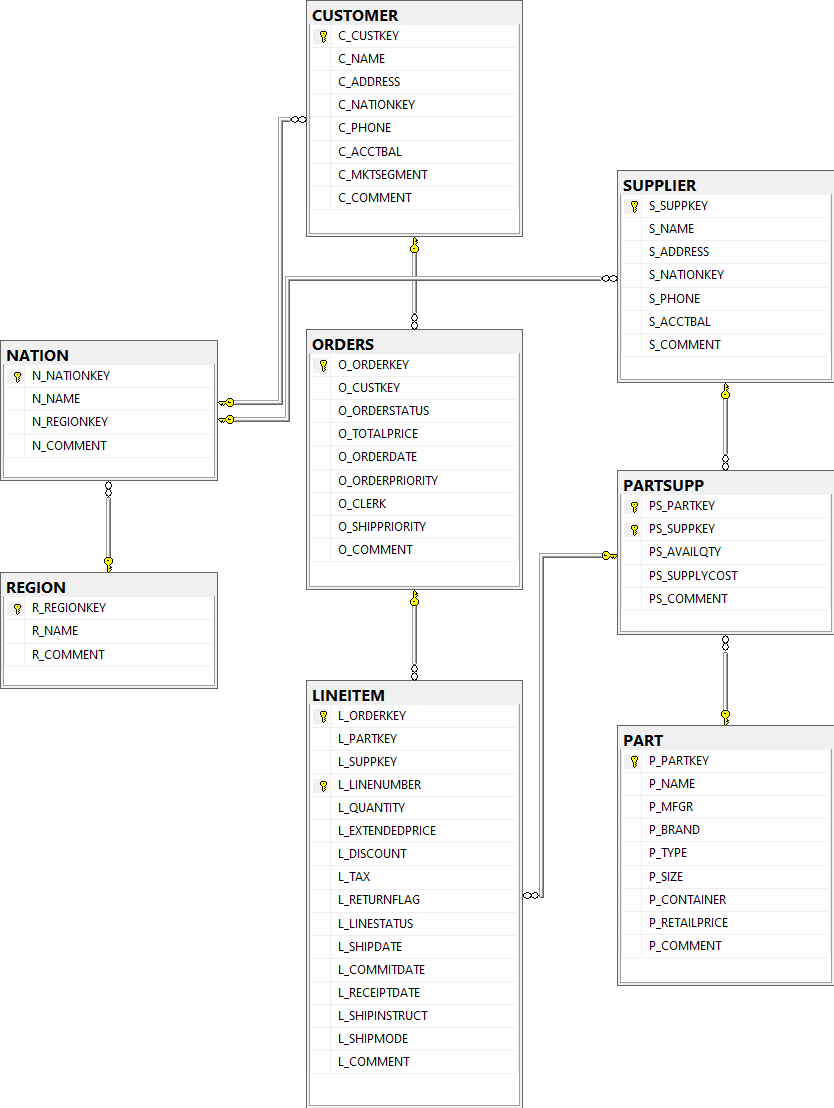 CUSTOMER
C_CUSTKEY
C_NAME
C_ADDRESS
C_NATIONKEY
C_PHONE
C_ACCTBAL
C_MKTSEGMENT
C_COMMENT
SUPPLIER
S_SUPPKEY
S_NAME
S_ADDRESS
S_NATIONKEY
S_PHONE
S_ACCTBAL
S_COMMENT
NATION
N_NATIONKEY
N_NAME
N_REGIONKEY
N_COMMENT
ORDERS
O_ORDERKEY
O_CUSTKEY
O_ORDERSTATUS
O_TOTALPRICE
O_ORDERDATE
O_ORDERPRIORITY
O_CLERK
O_SHIPPRIORITY
O_COMMENT
PARTSUPP
PS_PARTKEY
PS_SUPPKEY
PS_AVAILQTY
PS_SUPPLYCOST
PS_COMMENT
REGION
R_REGIONKEY
R_NAME
R_COMMENT
LINEITEM
L_ORDERKEY
L_PARTKEY
L_SUPPKEY
L_LINENUMBER
L_QUANTITY
L_EXTENDEDPRICE
L_DISCOUNT
L_TAX
L_RETURNFLAG
L_LINESTATUS
L_SHIPDATE
L_COMMITDATE
L_RECEIPTDATE
L_SHIPINSTRUCT
L_SHIPMODE
L_COMMENT
PART
P_PARTKEY
P_NAME
P_MFGR
P_BRAND
P_TYPE
P_SIZE
P_CONTAINER
P_RETAILPRICE
P_COMMENT